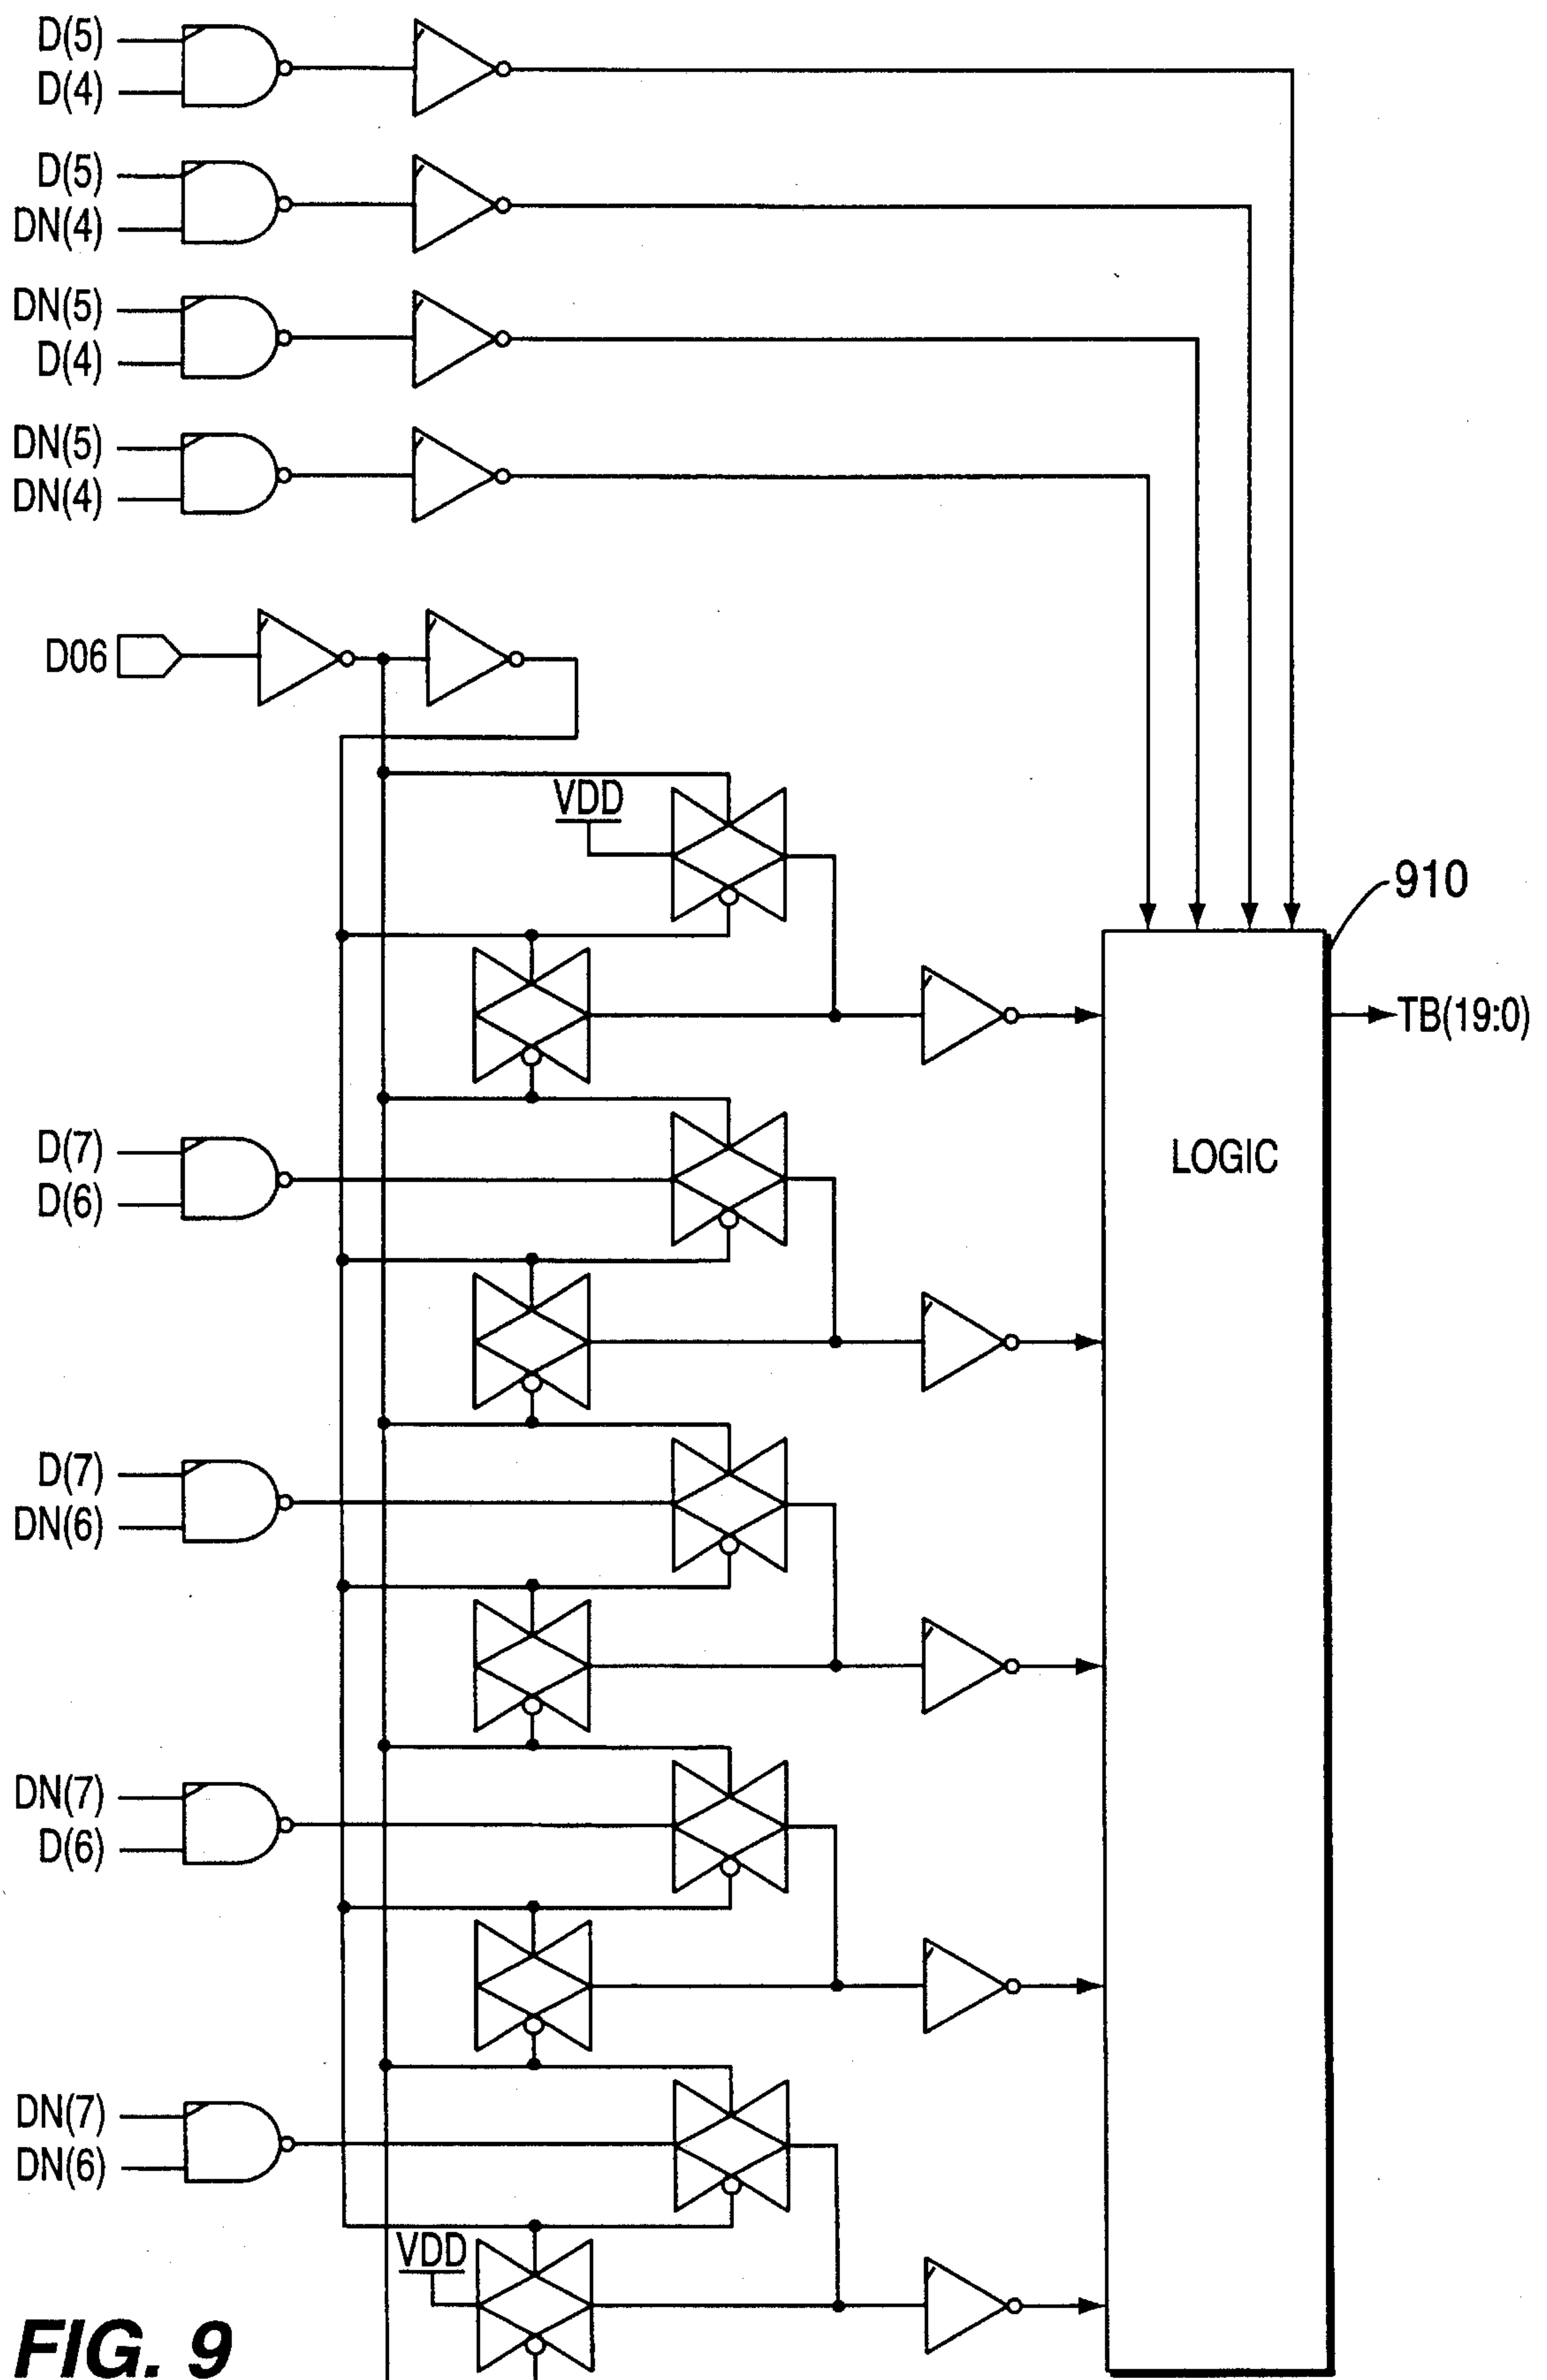 D(5)
D(4)
D(5)
DN(4)
DN(5)
D(4)
DN(5)
DN(4)
D06
VDD
910
TB(19:0)
LOGIC
D(7)
D(6)
D(7)
DN(6)
DN(7)
D(6)
DN(7)
DN(6)
VDD
FIG. 9